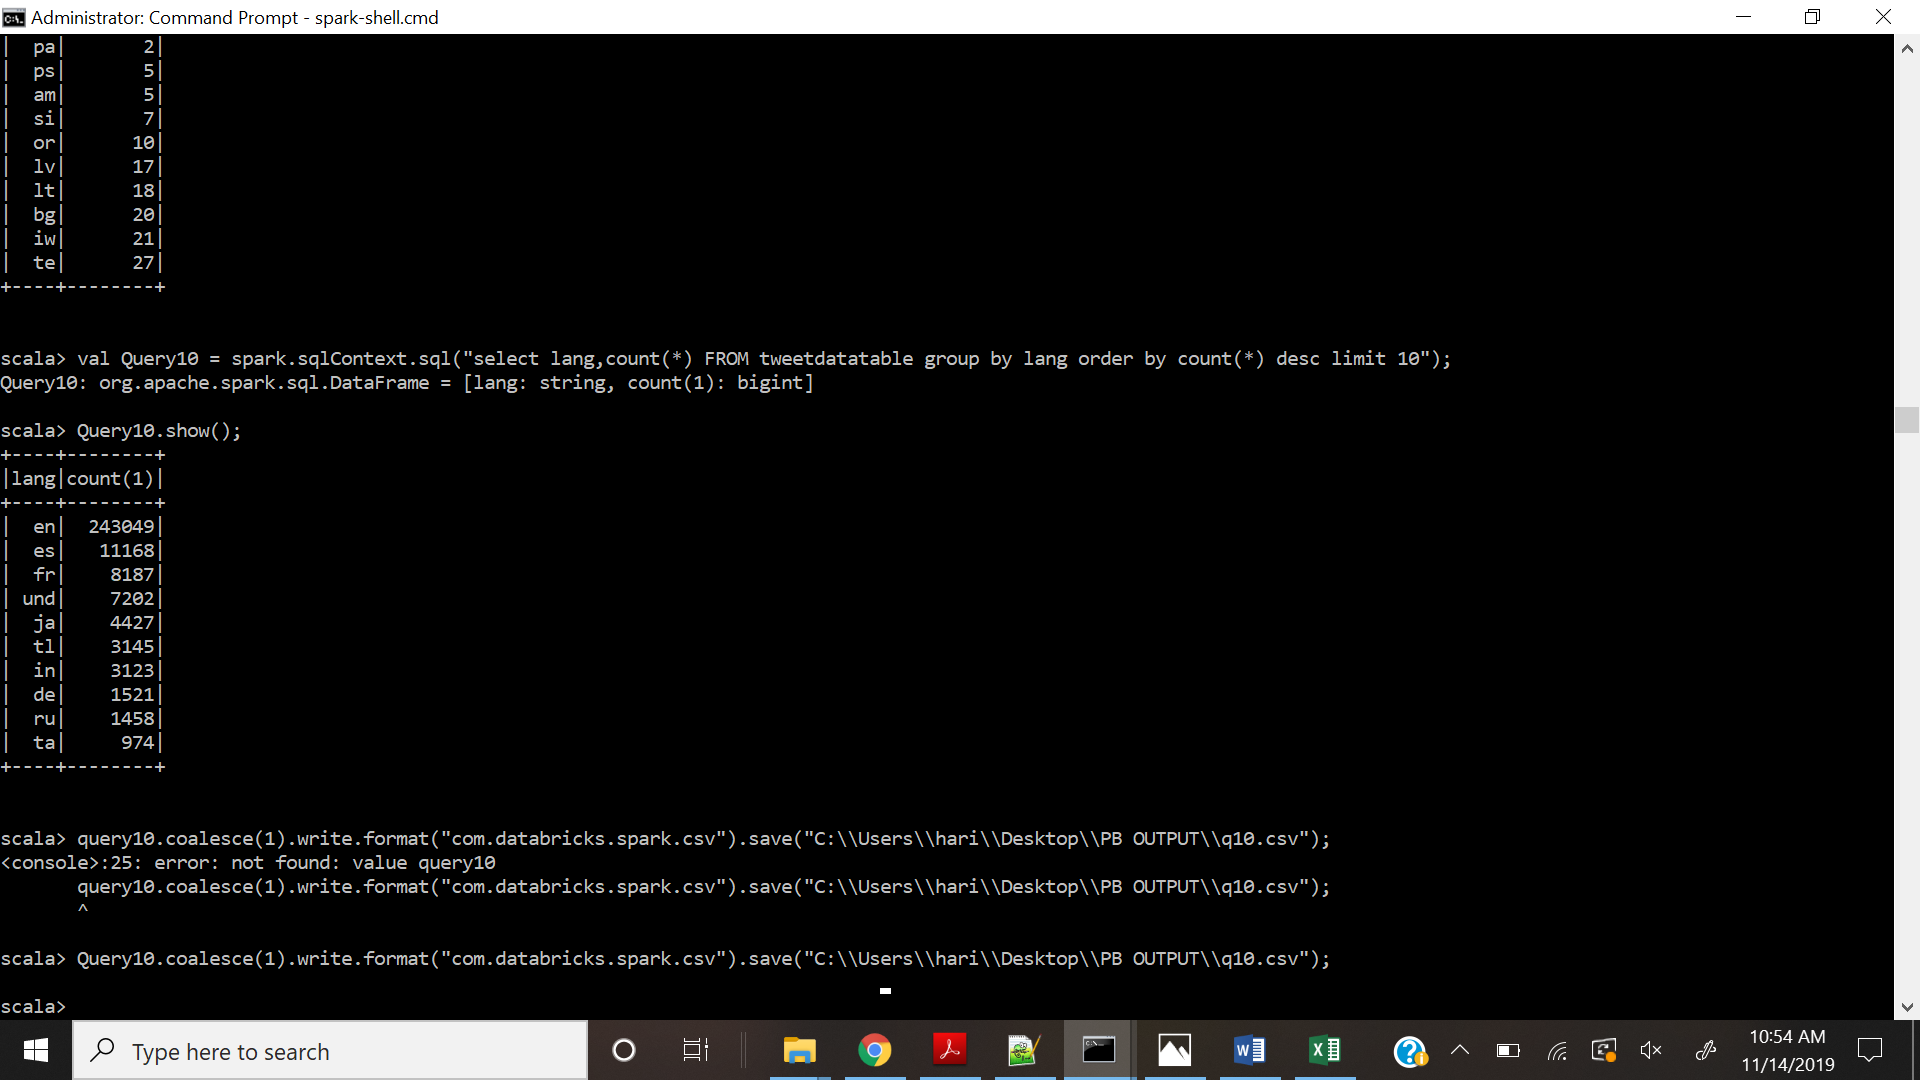 Administrator: Command Prompt - spark-shell.cmd
|  pa|       2|
|  ps|       5|
|  am|       5|
|  si|       7|
|  or|      10|
|  lv|      17|
|  lt|      18|
|  bg|      20|
|  iw|      21|
|  te|      27|
+----+--------+
scala> val Query10 = spark.sqlContext.sql("select lang,count(*) FROM tweetdatatable group by lang order by count(*) desc limit 10");
Query10: org.apache.spark.sql.DataFrame = [lang: string, count(1): bigint]
scala> Query10.show();
+----+--------+
|lang|count(1)|
+----+--------+
|  en|  243049|
|  es|   11168|
|  fr|    8187|
| und|    7202|
|  ja|    4427|
|  tl|    3145|
|  in|    3123|
|  de|    1521|
|  ru|    1458|
|  ta|     974|
+----+--------+
scala> query10.coalesce(1).write.format("com.databricks.spark.csv").save("C:\\Users\\hari\\Desktop\\PB OUTPUT\\q10.csv");
<console>:25: error: not found: value query10
       query10.coalesce(1).write.format("com.databricks.spark.csv").save("C:\\Users\\hari\\Desktop\\PB OUTPUT\\q10.csv");
       ^
scala> Query10.coalesce(1).write.format("com.databricks.spark.csv").save("C:\\Users\\hari\\Desktop\\PB OUTPUT\\q10.csv");
scala>
Type here to search
10:54 AM
11/14/2019